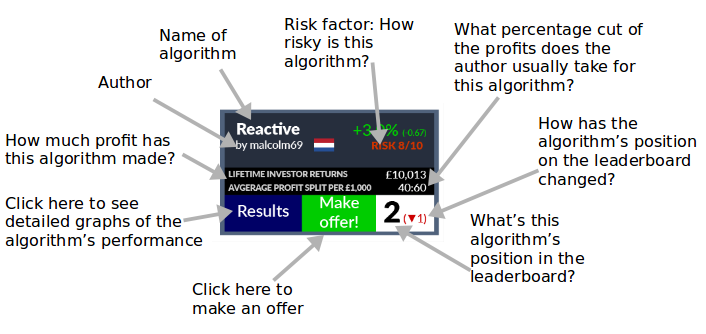 Name of
algorithm
Risk factor: How
risky is this
algorithm?
What percentage cut of
the profits does the
author usually take for
this algorithm?
Author
How much profit has
this algorithm made?
Click here to see
detailed graphs of the
algorithm’s performance
How has the
algorithm’s position
on the leaderboard
changed?
What’s this
algorithm’s
position in the
leaderboard?
Click here to
make an offer
Reactive
by malcolm69
(-0.67)
RISK 8/10
LIFETIME INVESTOR RETURNS £10,013
AVGERAGE PROFIT SPLIT PER £1,000 40:60
Results
Make
offer!
2 (▼1)